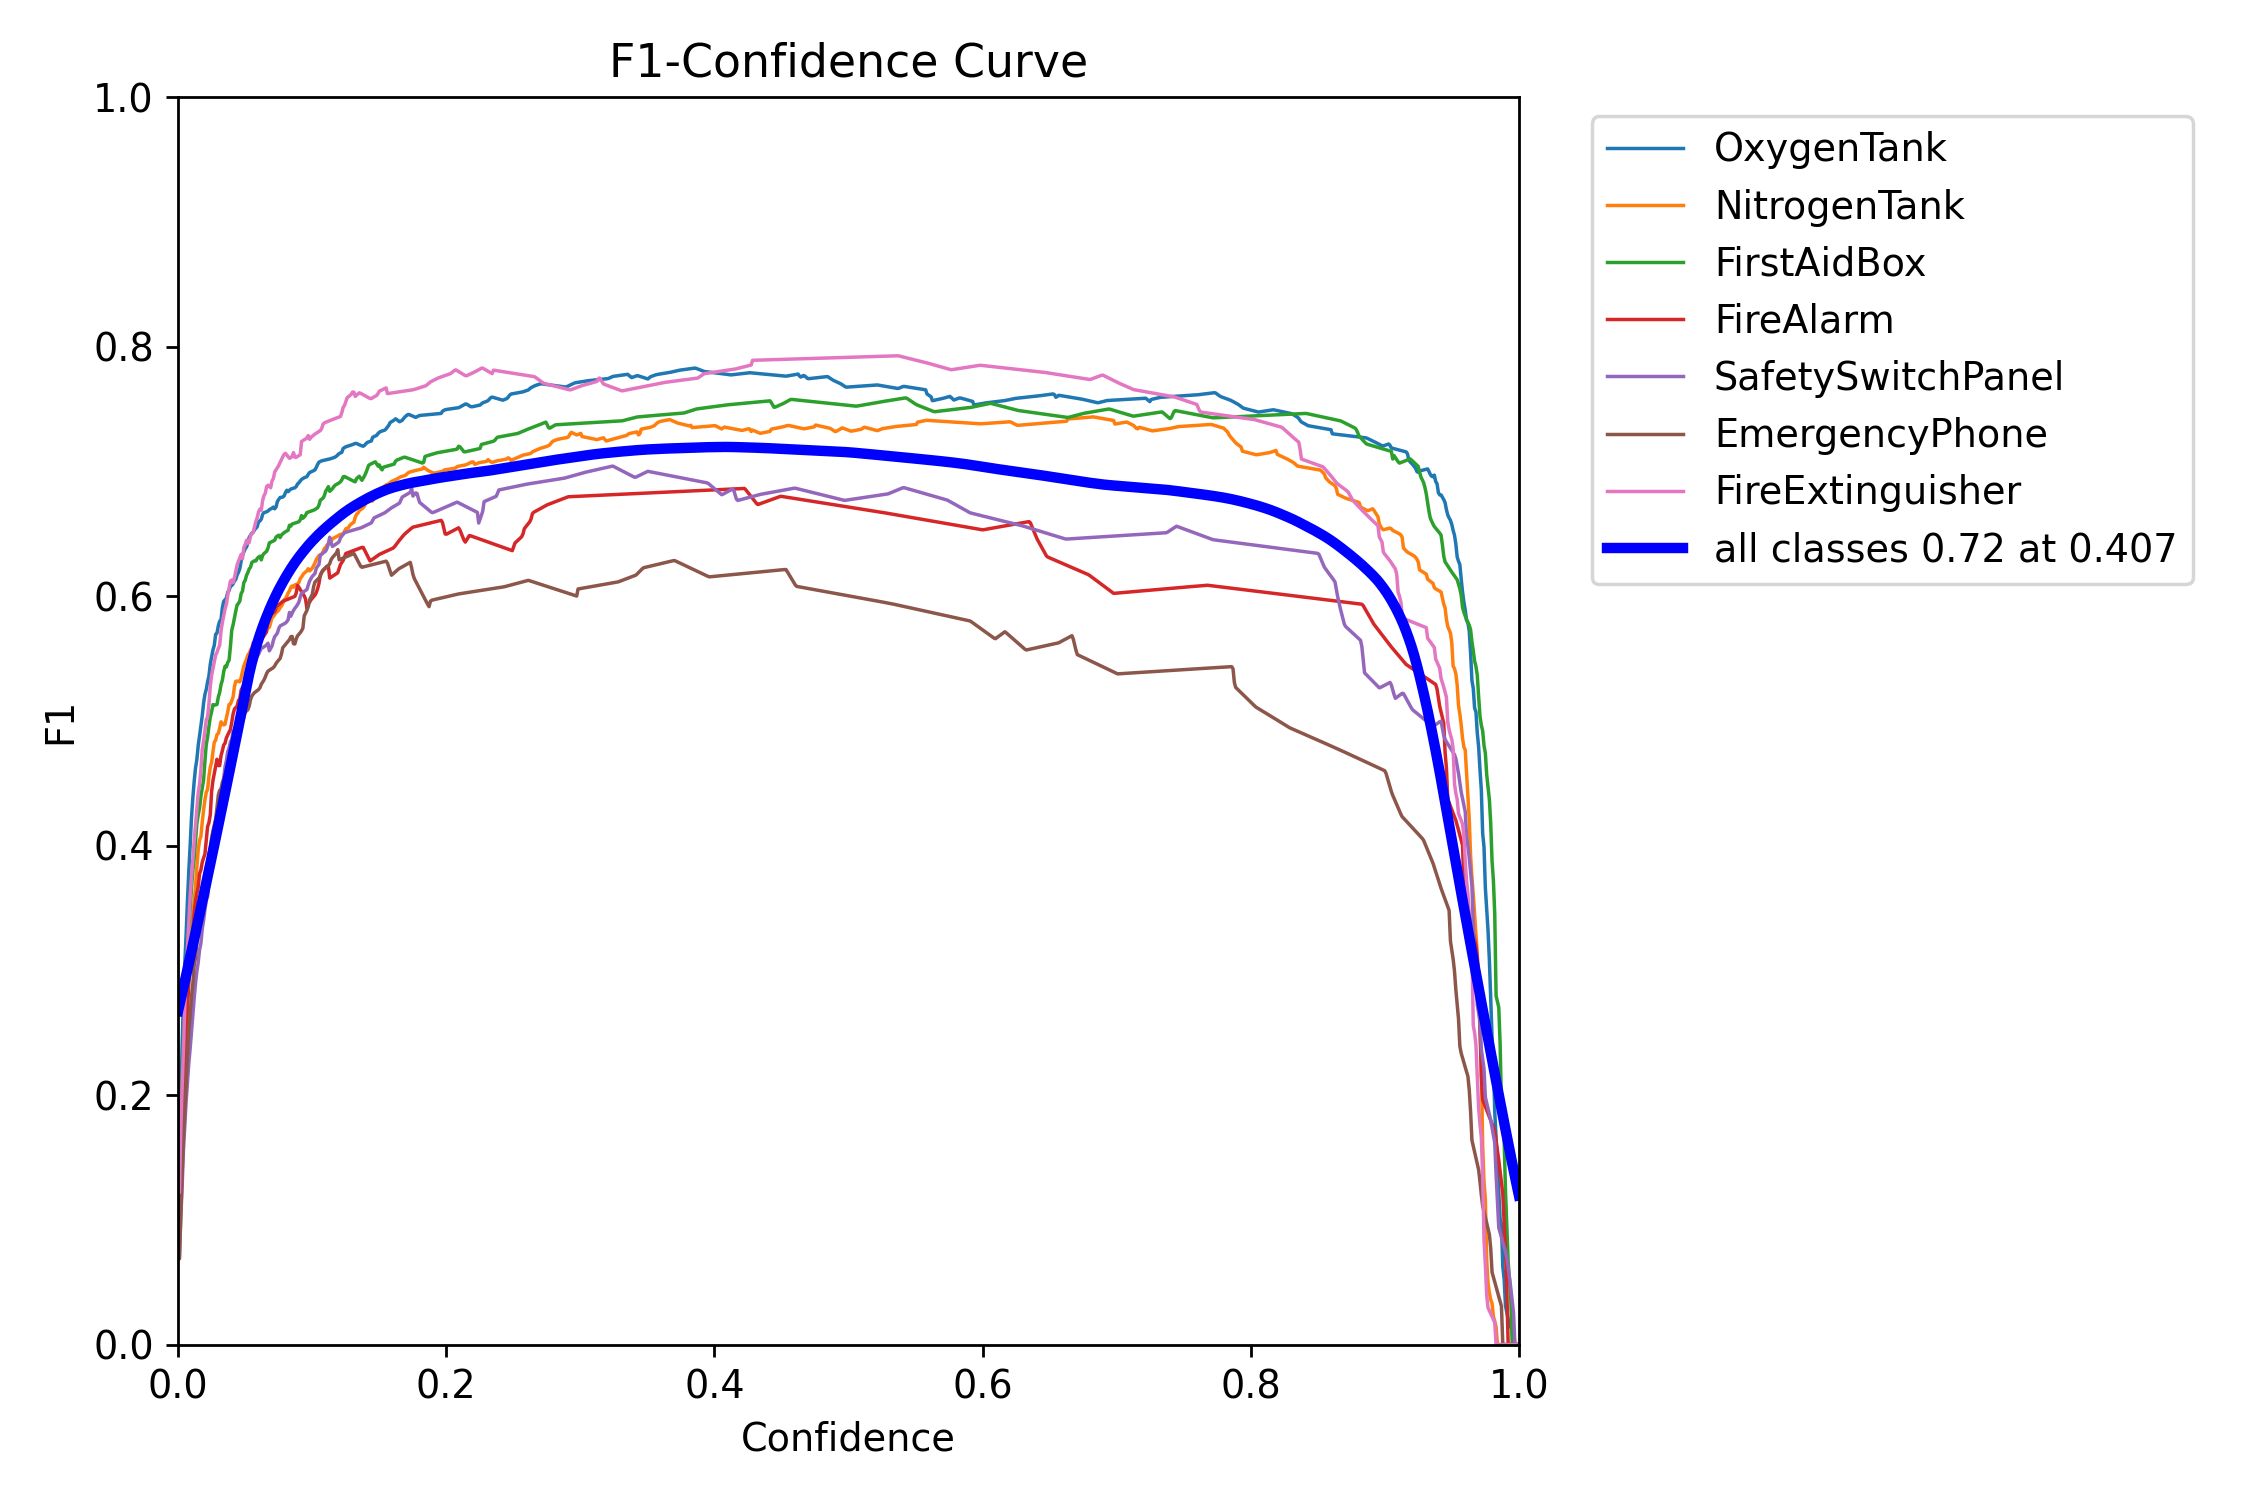 F1-Confidence Curve
1.0
0.8
0.6
0.4
0.2
0.0
F1
0.0 0.2 0.4 0.6 0.8 1.0
Confidence
OxygenTank
NitrogenTank
FirstAidBox
FireAlarm
SafetySwitchPanel
EmergencyPhone
FireExtinguisher
all classes 0.72 at 0.407